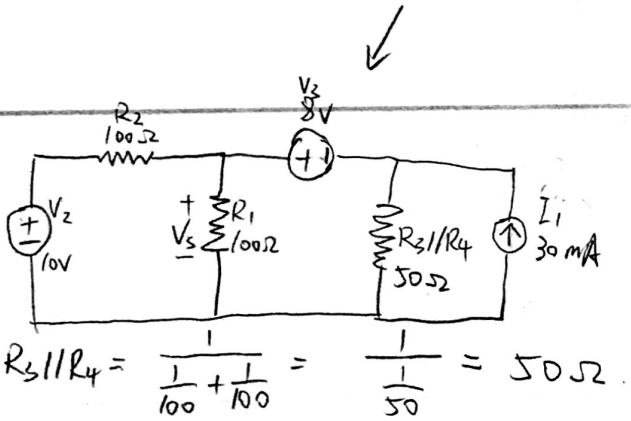 V3
8V
R2
100Ω
+
V2
10V
+
V5
R1
100Ω
R3//R4
50Ω
I1
30 mA
R3//R4 = 1/(1/100 + 1/100) = 1/(1/50) = 50Ω.